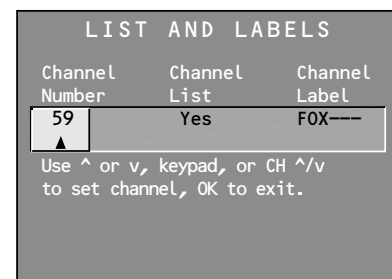 LIST AND LABELS
Channel Channel Channel
Number List Label
59 Yes FOX---
Use ^ or v, keypad, or CH ^/v
to set channel, OK to exit.